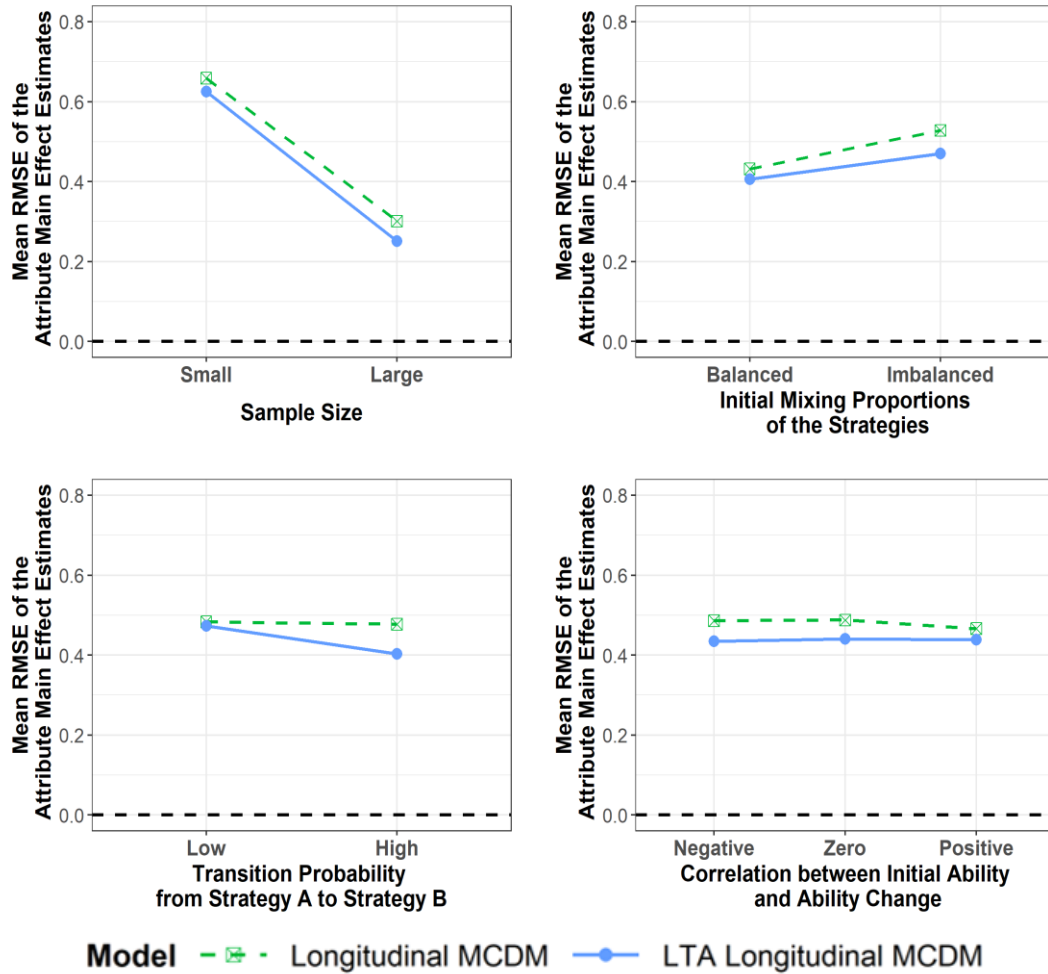 Mean RMSE of the
Attribute Main Effect Estimates
0.8
0.6
0.4
0.2
0.0
Small Large
Sample Size
Mean RMSE of the
Attribute Main Effect Estimates
0.8
0.6
0.4
0.2
0.0
Balanced Imbalanced
Initial Mixing Proportions
of the Strategies
Mean RMSE of the
Attribute Main Effect Estimates
0.8
0.6
0.4
0.2
0.0
Low High
Transition Probability
from Strategy A to Strategy B
Mean RMSE of the
Attribute Main Effect Estimates
0.8
0.6
0.4
0.2
0.0
Negative Zero Positive
Correlation between Initial Ability
and Ability Change
Model Longitudinal MCDM LTA Longitudinal MCDM